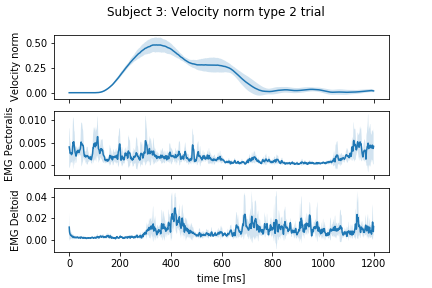 Subject 3: Velocity norm type 2 trial
Velocity norm
0.50
0.25
0.00
EMG Pectoralis
0.010
0.005
0.000
EMG Deltoid
0.04
0.02
0.00
0 200 400 600 800 1000 1200
time [ms]